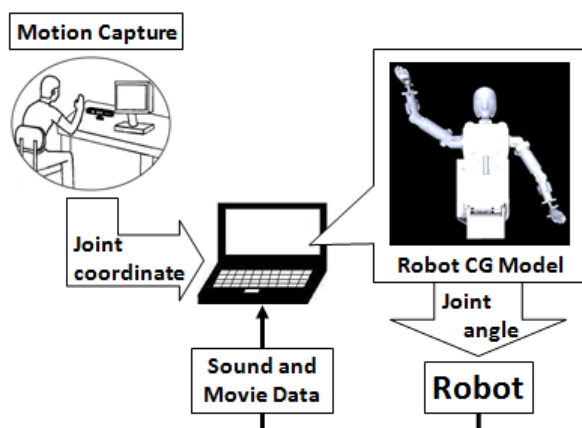 Motion Capture
Joint
coordinate
Robot CG Model
Joint
angle
Sound and
Movie Data
Robot